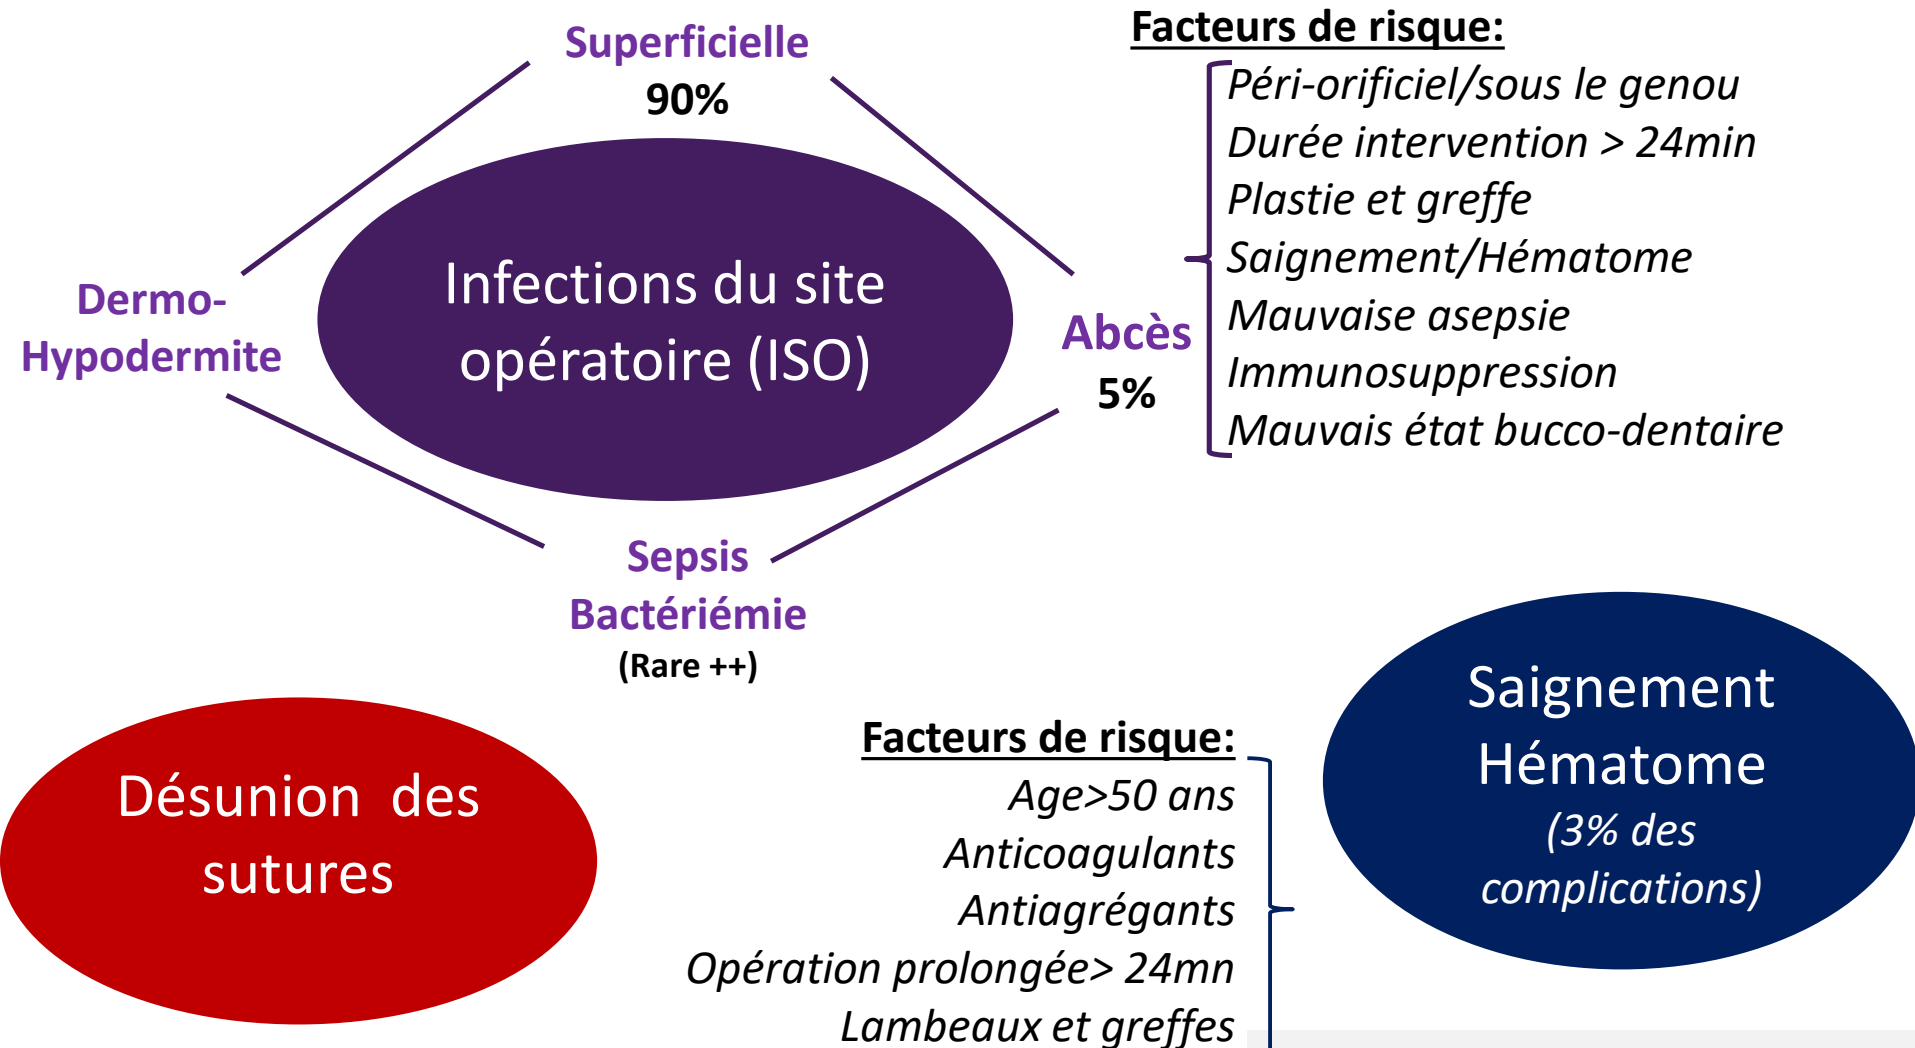 Superficielle
90%
Dermo-
Hypodermite
Infections du site
opératoire (ISO)
Abcès
5%
Sepsis
Bactériémie
(Rare ++)
Facteurs de risque:
Péri-orificiel/sous le genou
Durée intervention > 24min
Plastie et greffe
Saignement/Hématome
Mauvaise asepsie
Immunosuppression
Mauvais état bucco-dentaire
Désunion des
sutures
Facteurs de risque:
Age>50 ans
Anticoagulants
Antiagrégants
Opération prolongée> 24mn
Lambeaux et greffes
Saignement
Hématome
(3% des
complications)